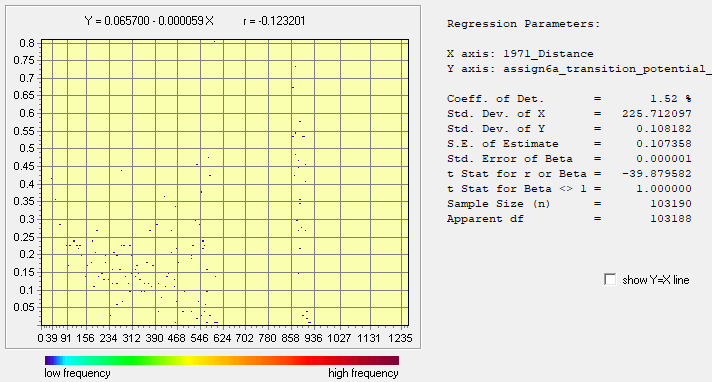 Y = 0.065700 - 0.000059 X r = -0.123201
0.8
0.75
0.7
0.65
0.6
0.55
0.5
0.45
0.4
0.35
0.3
0.25
0.2
0.15
0.1
0.05
0 39 91 156 234 312 390 468 546 624 702 780 858 936 1027 1131 1235
low frequency high frequency
Regression Parameters:
X axis: 1971_Distance
Y axis: assign6a_transition_potential_
Coeff. of Det. = 1.52 %
Std. Dev. of X = 225.712097
Std. Dev. of Y = 0.108182
S.E. of Estimate = 0.107358
Std. Error of Beta = 0.000001
t Stat for r or Beta = -39.879582
t Stat for Beta <> 1 = 1.000000
Sample Size (n) = 103190
Apparent df = 103188
show Y=X line